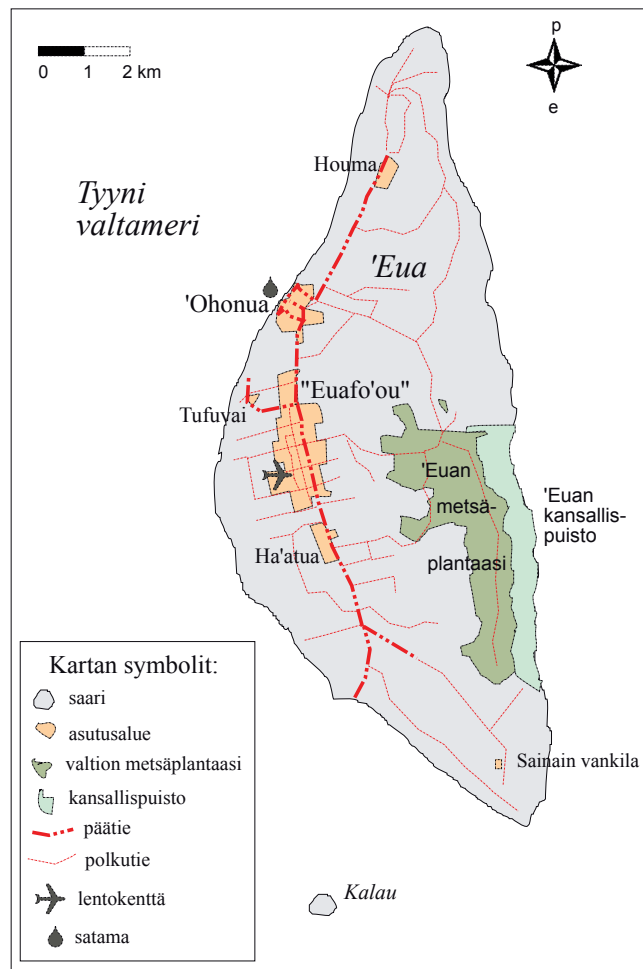 p
e
0 1 2 km
Houma
Tyyni
valtameri
'Eua
'Ohonua
"Euafo'ou"
Tufuvai
'Euan
metsä-
plantaasi
'Euan
kansallis-
puisto
Ha'atua
Sainain vankila
Kalau
Kartan symbolit:
saari
asutusalue
valtion metsäplantaasi
kansallispuisto
päätie
polkutie
lentokenttä
satama